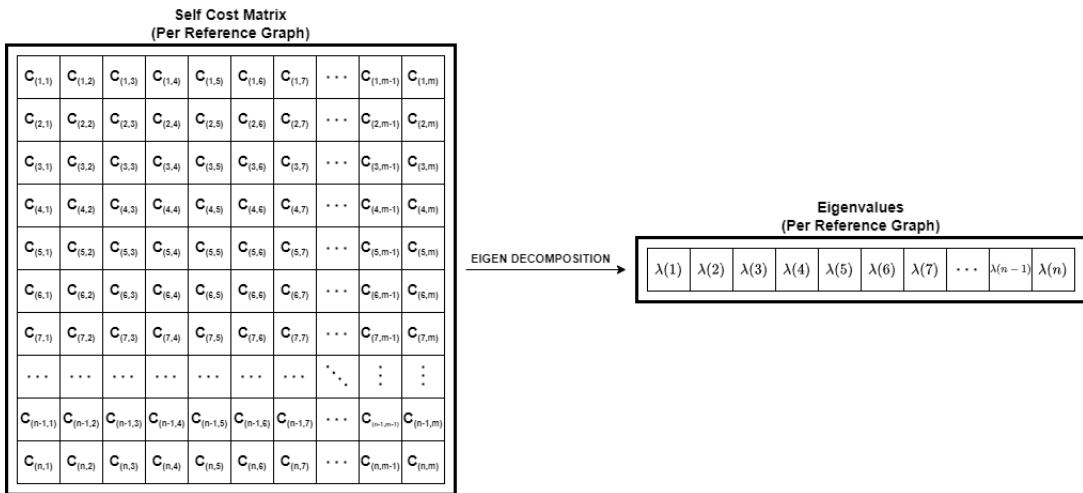 Self Cost Matrix
(Per Reference Graph)
C(1,1) C(1,2) C(1,3) C(1,4) C(1,5) C(1,6) C(1,7) ··· C(1,m-1) C(1,m)
C(2,1) C(2,2) C(2,3) C(2,4) C(2,5) C(2,6) C(2,7) ··· C(2,m-1) C(2,m)
C(3,1) C(3,2) C(3,3) C(3,4) C(3,5) C(3,6) C(3,7) ··· C(3,m-1) C(3,m)
C(4,1) C(4,2) C(4,3) C(4,4) C(4,5) C(4,6) C(4,7) ··· C(4,m-1) C(4,m)
C(5,1) C(5,2) C(5,3) C(5,4) C(5,5) C(5,6) C(5,7) ··· C(5,m-1) C(5,m)
C(6,1) C(6,2) C(6,3) C(6,4) C(6,5) C(6,6) C(6,7) ··· C(6,m-1) C(6,m)
C(7,1) C(7,2) C(7,3) C(7,4) C(7,5) C(7,6) C(7,7) ··· C(7,m-1) C(7,m)
··· ··· ··· ··· ··· ··· ··· ⋱ ⋮ ⋮
C(n-1,1) C(n-1,2) C(n-1,3) C(n-1,4) C(n-1,5) C(n-1,6) C(n-1,7) ··· C(n-1,m-1) C(n-1,m)
C(n,1) C(n,2) C(n,3) C(n,4) C(n,5) C(n,6) C(n,7) ··· C(n,m-1) C(n,m)
EIGEN DECOMPOSITION
Eigenvalues
(Per Reference Graph)
λ(1) λ(2) λ(3) λ(4) λ(5) λ(6) λ(7) ··· λ(n − 1) λ(n)